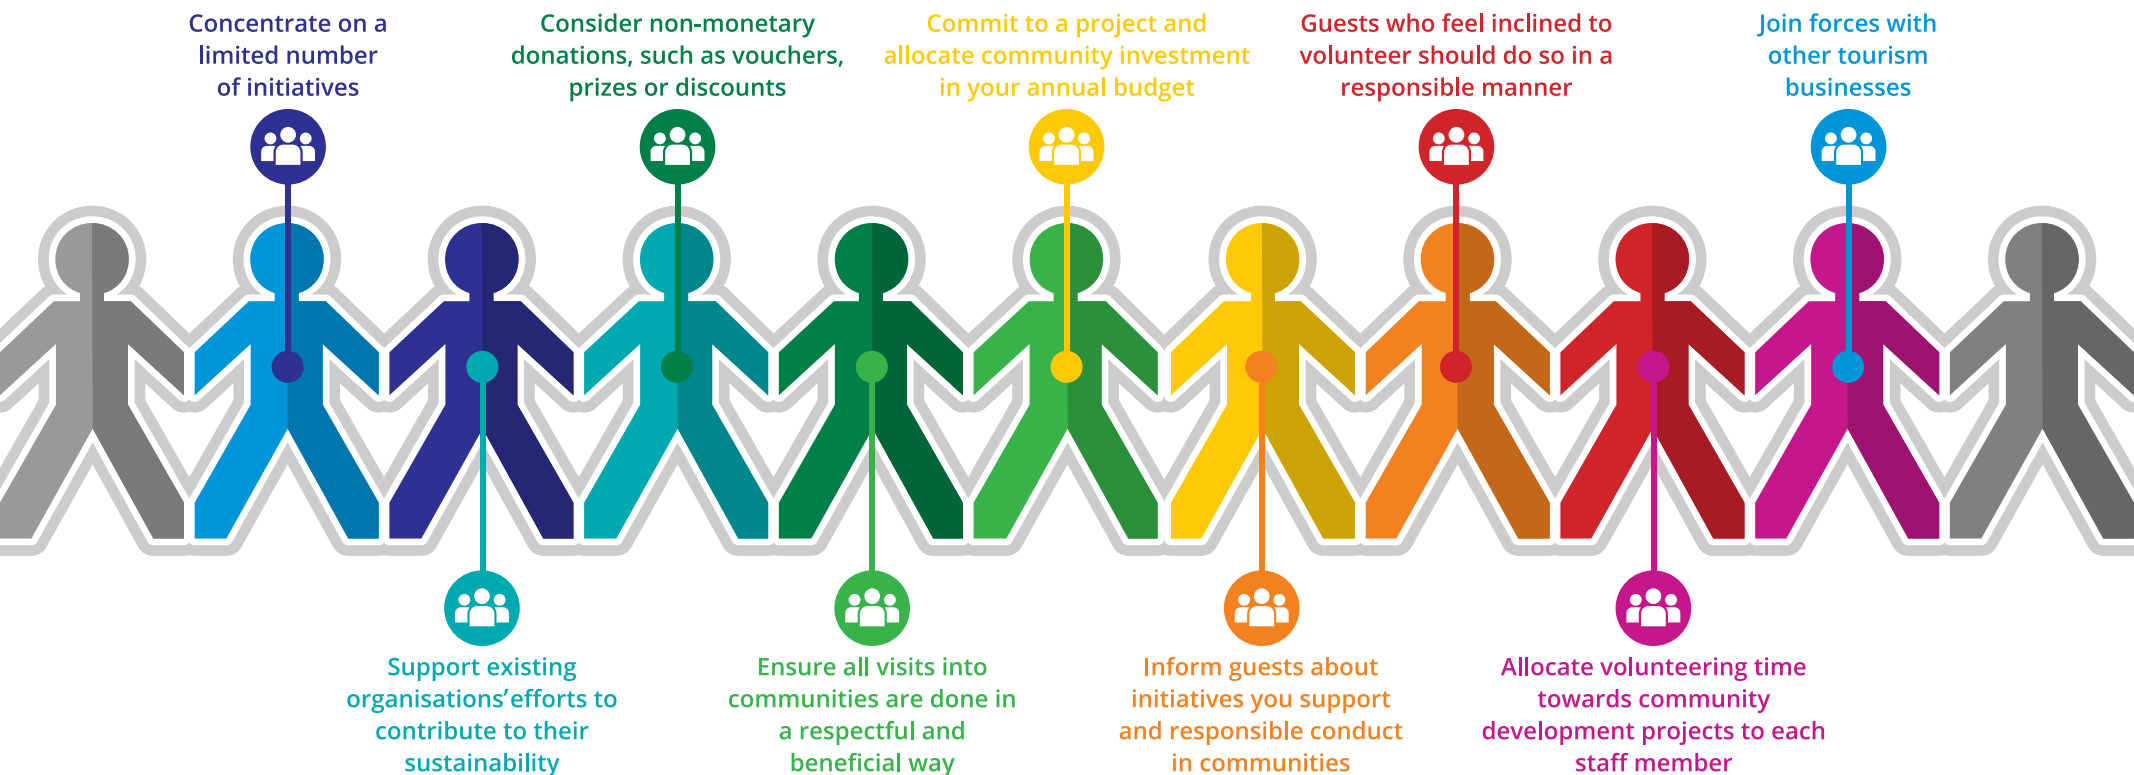 Concentrate on a
limited number
of initiatives
Consider non-monetary
donations, such as vouchers,
prizes or discounts
Commit to a project and
allocate community investment
in your annual budget
Guests who feel inclined to
volunteer should do so in a
responsible manner
Join forces with
other tourism
businesses
Support existing
organisations’ efforts to
contribute to their
sustainability
Ensure all visits into
communities are done in
a respectful and
beneficial way
Inform guests about
initiatives you support
and responsible conduct
in communities
Allocate volunteering time
towards community
development projects to each
staff member